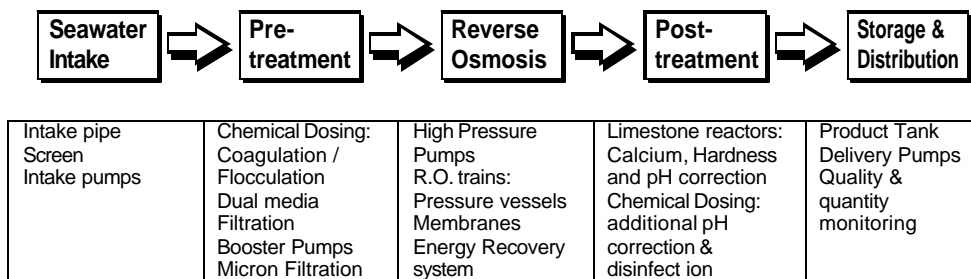 Seawater
Intake
Pre-
treatment
Reverse
Osmosis
Post-
treatment
Storage &
Distribution
Intake pipe
Screen
Intake pumps
Chemical Dosing:
Coagulation /
Flocculation
Dual media
Filtration
Booster Pumps
Micron Filtration
High Pressure
Pumps
R.O. trains:
Pressure vessels
Membranes
Energy Recovery
system
Limestone reactors:
Calcium, Hardness
and pH correction
Chemical Dosing:
additional pH
correction &
disinfect ion
Product Tank
Delivery Pumps
Quality &
quantity
monitoring